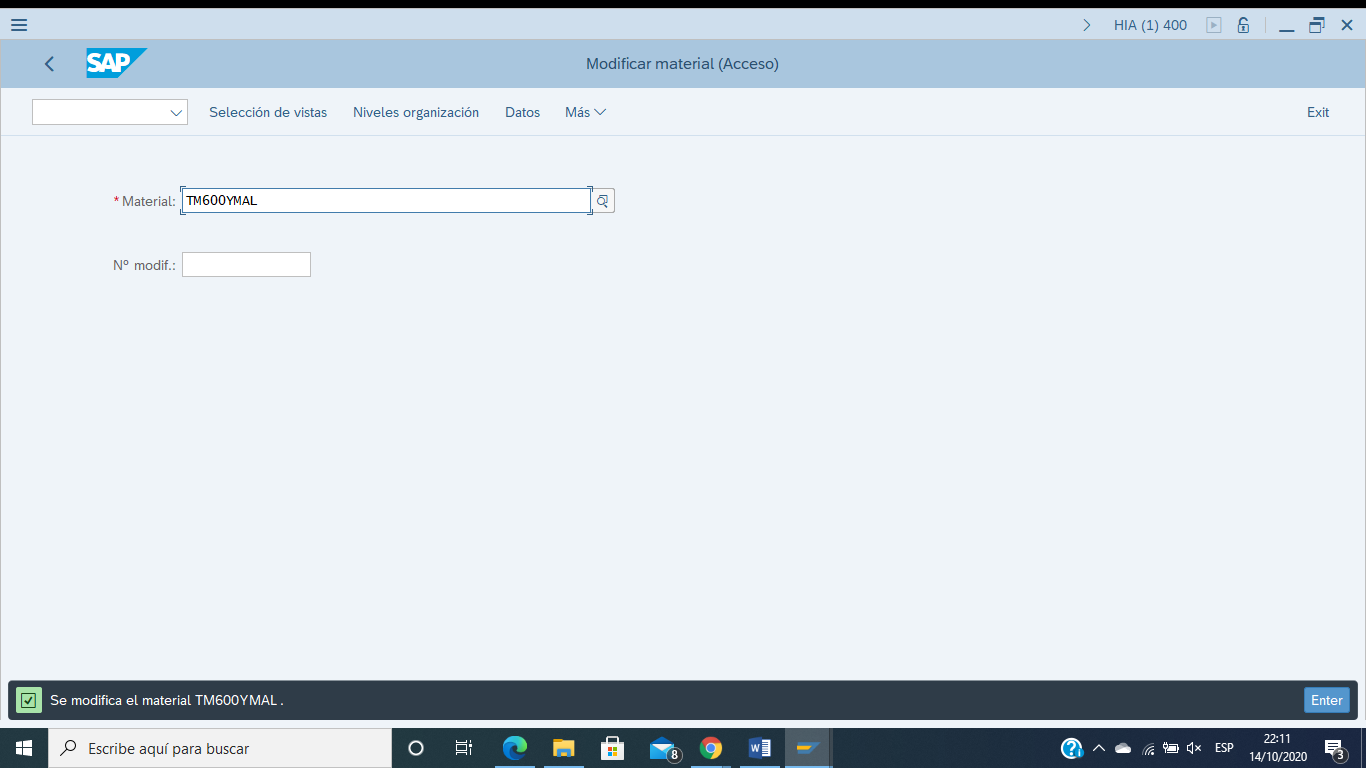 HIA (1) 400
SAP
Modificar material (Acceso)
Selección de vistas Niveles organización Datos Más Exit
* Material: TM600YMAL
Nº modif.:
Se modifica el material TM600YMAL . Enter
Escribe aquí para buscar
8
ESP
22:11
14/10/2020
3